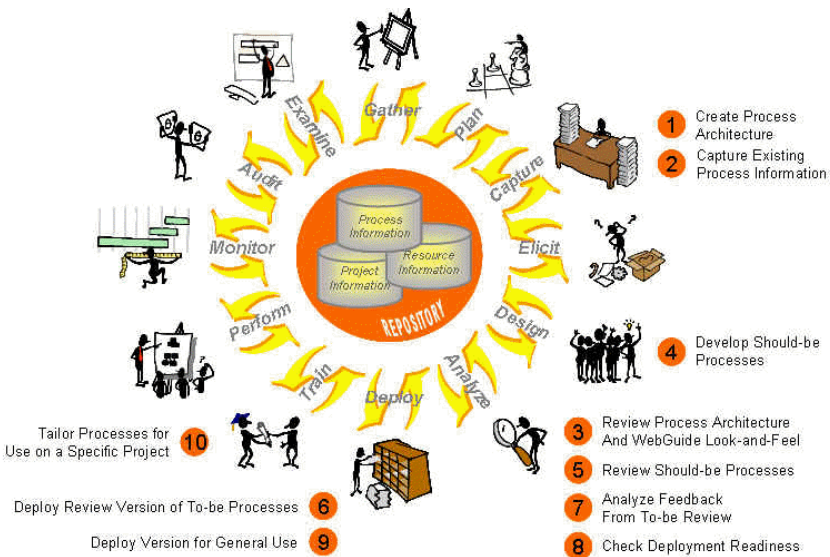 Gather
Plan
Capture
Elicit
Design
Analyze
Deploy
Train
Perform
Monitor
Audit
Examine
Process
Information
Resource
Information
Project
Information
REPOSITORY
1 Create Process
Architecture
2 Capture Existing
Process Information
4 Develop Should-be
Processes
3 Review Process Architecture
And WebGuide Look-and-Feel
5 Review Should-be Processes
7 Analyze Feedback
From To-be Review
8 Check Deployment Readiness
Tailor Processes for
Use on a Specific Project 10
Deploy Review Version of To-be Processes 6
Deploy Version for General Use 9